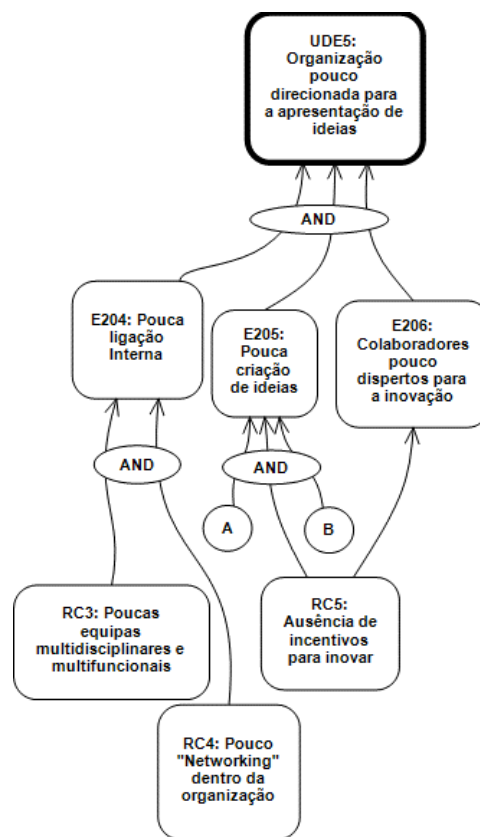 UDE5:
Organização
pouco
direcionada para
a apresentação de
ideias
AND
E204: Pouca
ligação
Interna
E205:
Pouca
criação
de ideias
E206:
Colaboradores
pouco
dispertos para
a inovação
AND
AND
A
B
RC3: Poucas
equipas
multidisciplinares e
multifuncionais
RC5:
Ausência de
incentivos
para inovar
RC4: Pouco
"Networking"
dentro da
organização